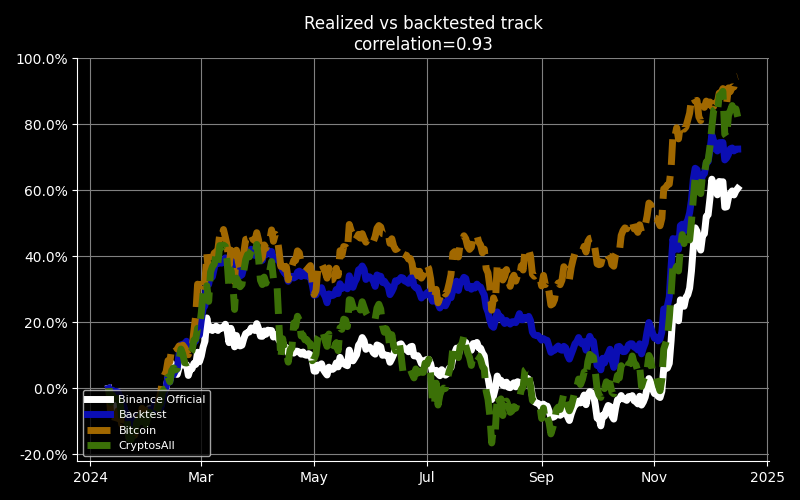 Realized vs backtested track
correlation=0.93
100.0%
80.0%
60.0%
40.0%
20.0%
0.0%
-20.0%
Binance Official
Backtest
Bitcoin
CryptosAll
2024 Mar May Jul Sep Nov 2025